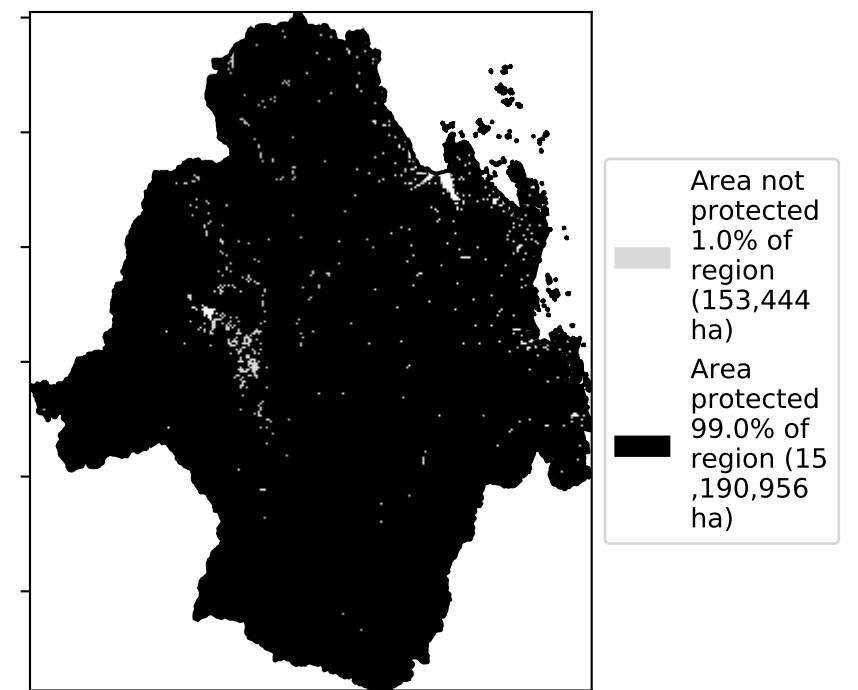 Area not
protected
1.0% of
region
(153,444
ha)
Area
protected
99.0% of
region (15
,190,956
ha)